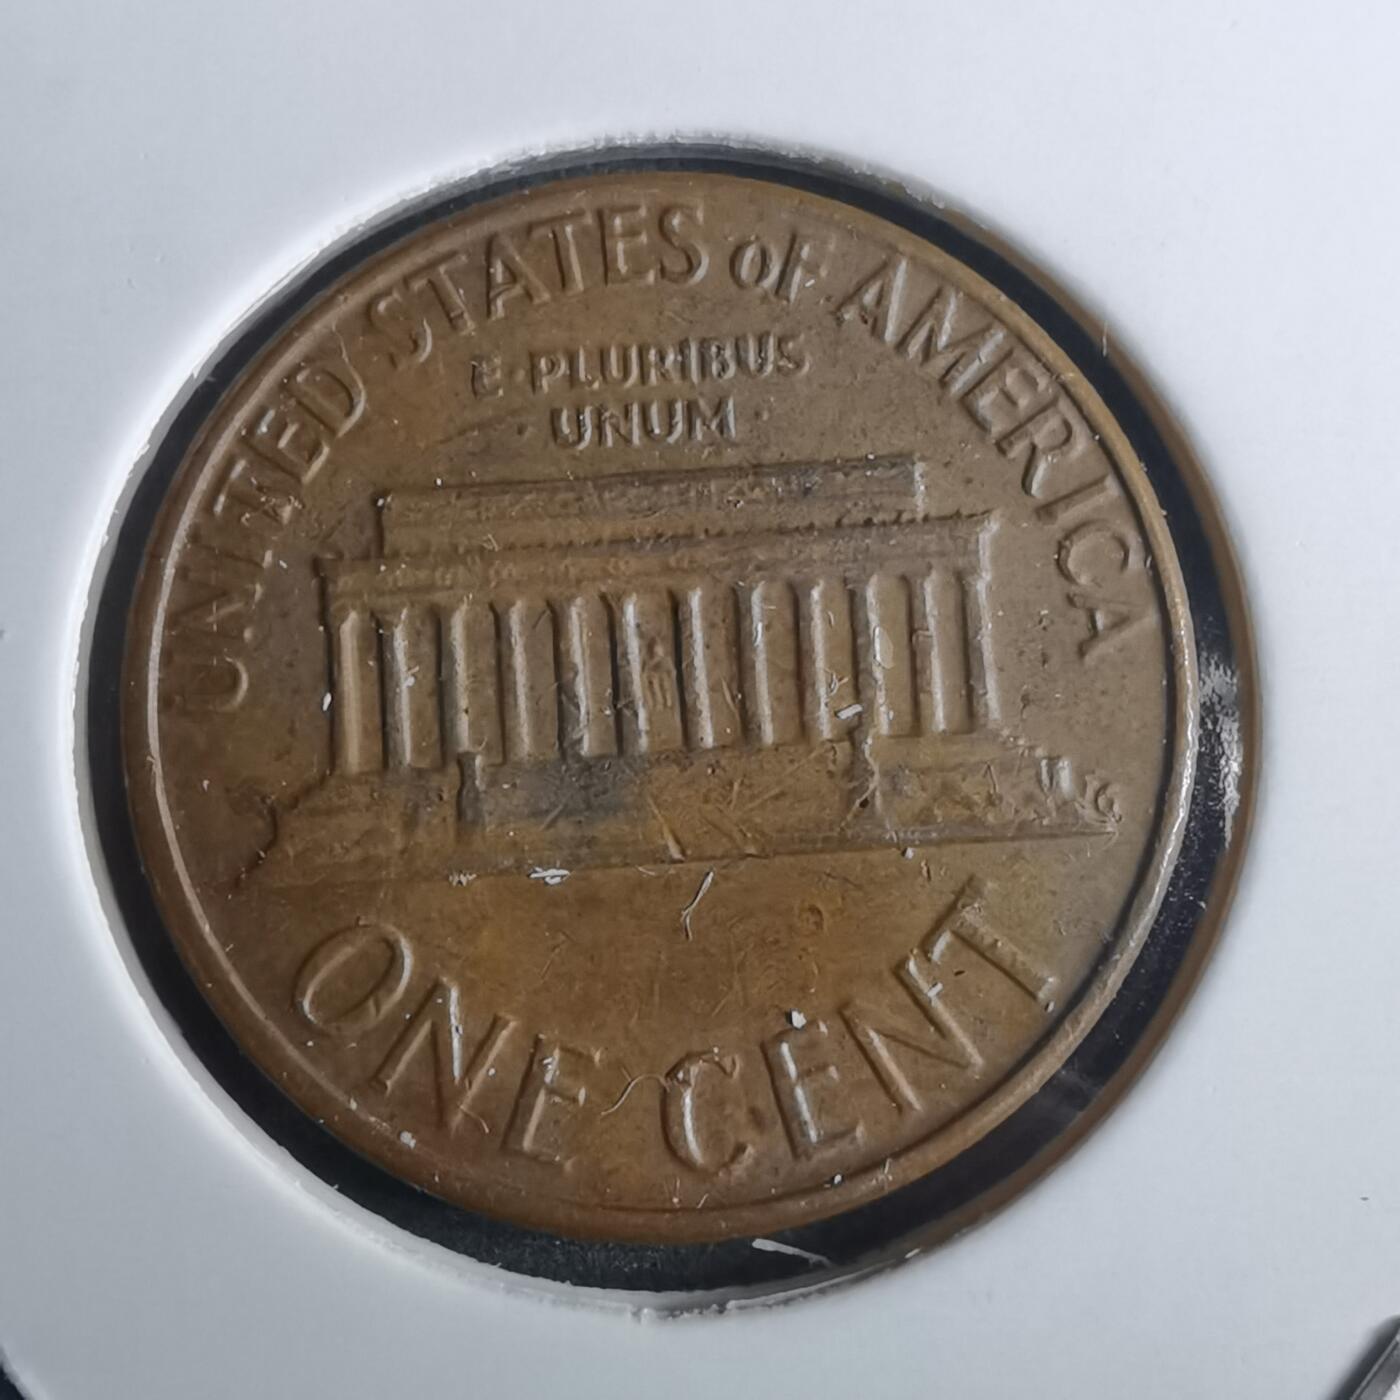 UNITED STATES OF AMERICA
E·PLURIBUS
UNUM
ONE CENT